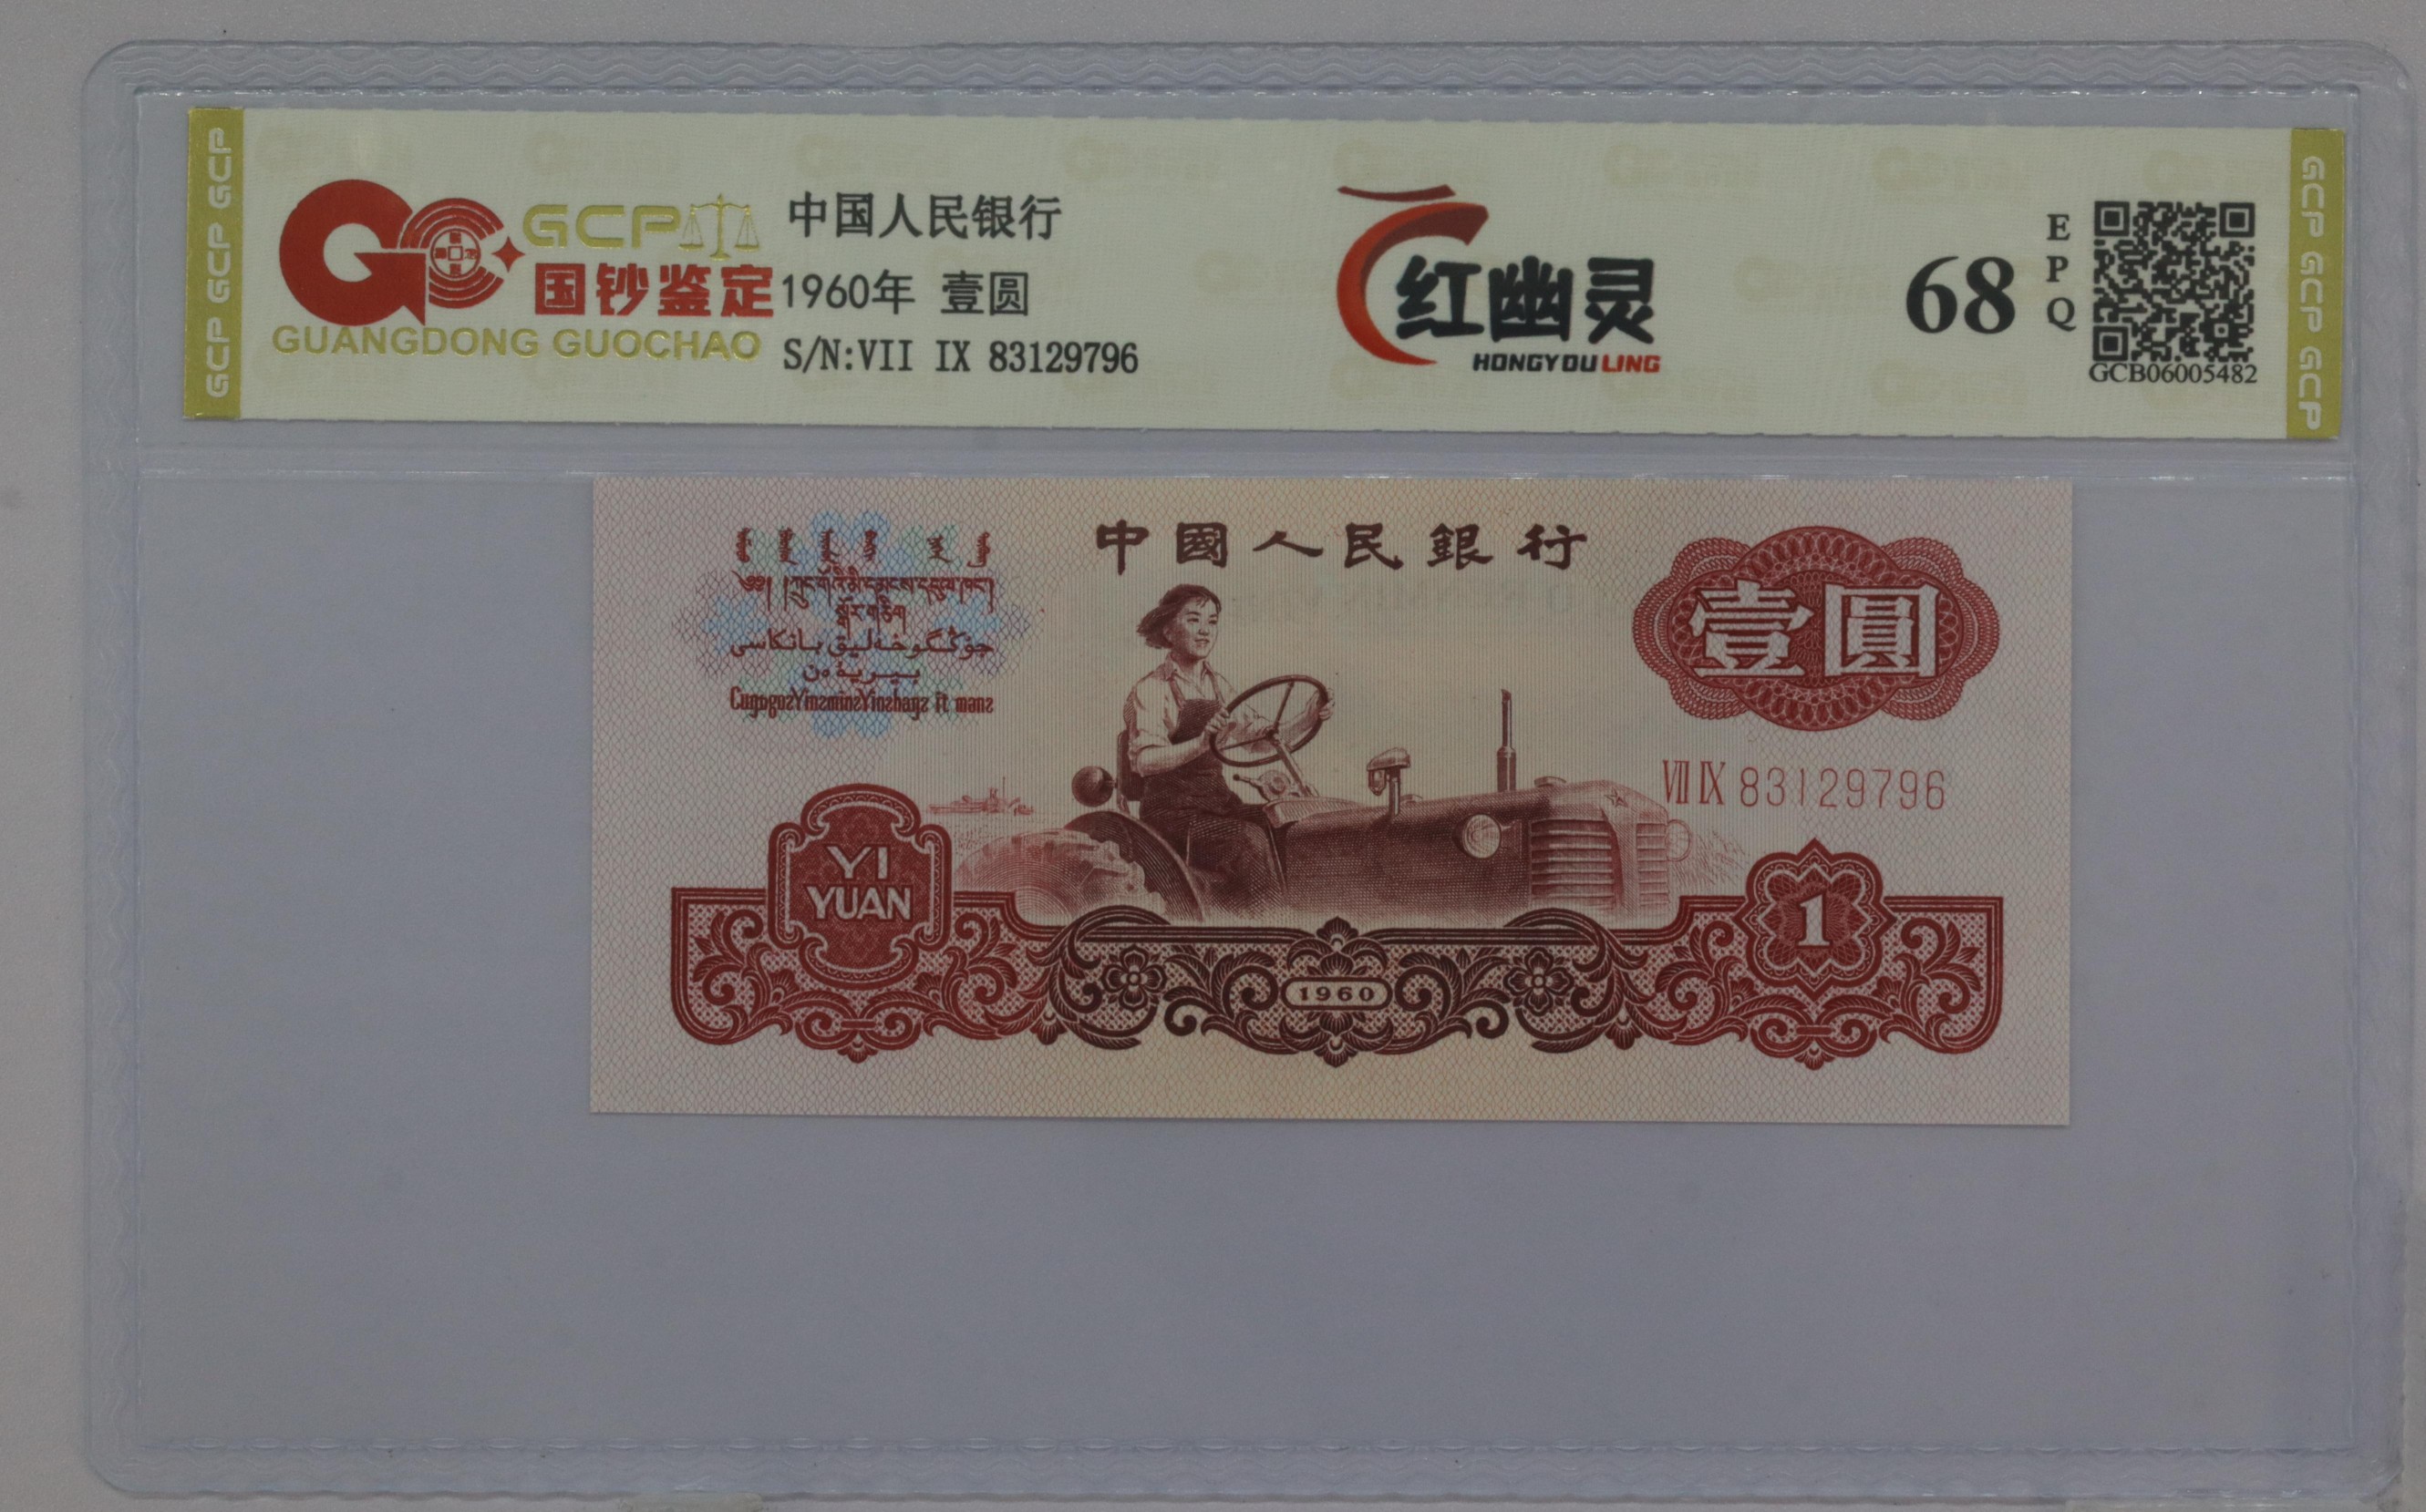 GCP GCP GCP
GCP
国钞鉴定
GUANGDONG GUOCHAO
中国人民银行
1960年 壹圆
S/N:VII IX 83129796
红幽灵
HONGYOULING
68
E
P
Q
GCB06005482
GCP GCP GCP
中國人民銀行
壹圓
VII IX 83129796
YI
YUAN
1960
1